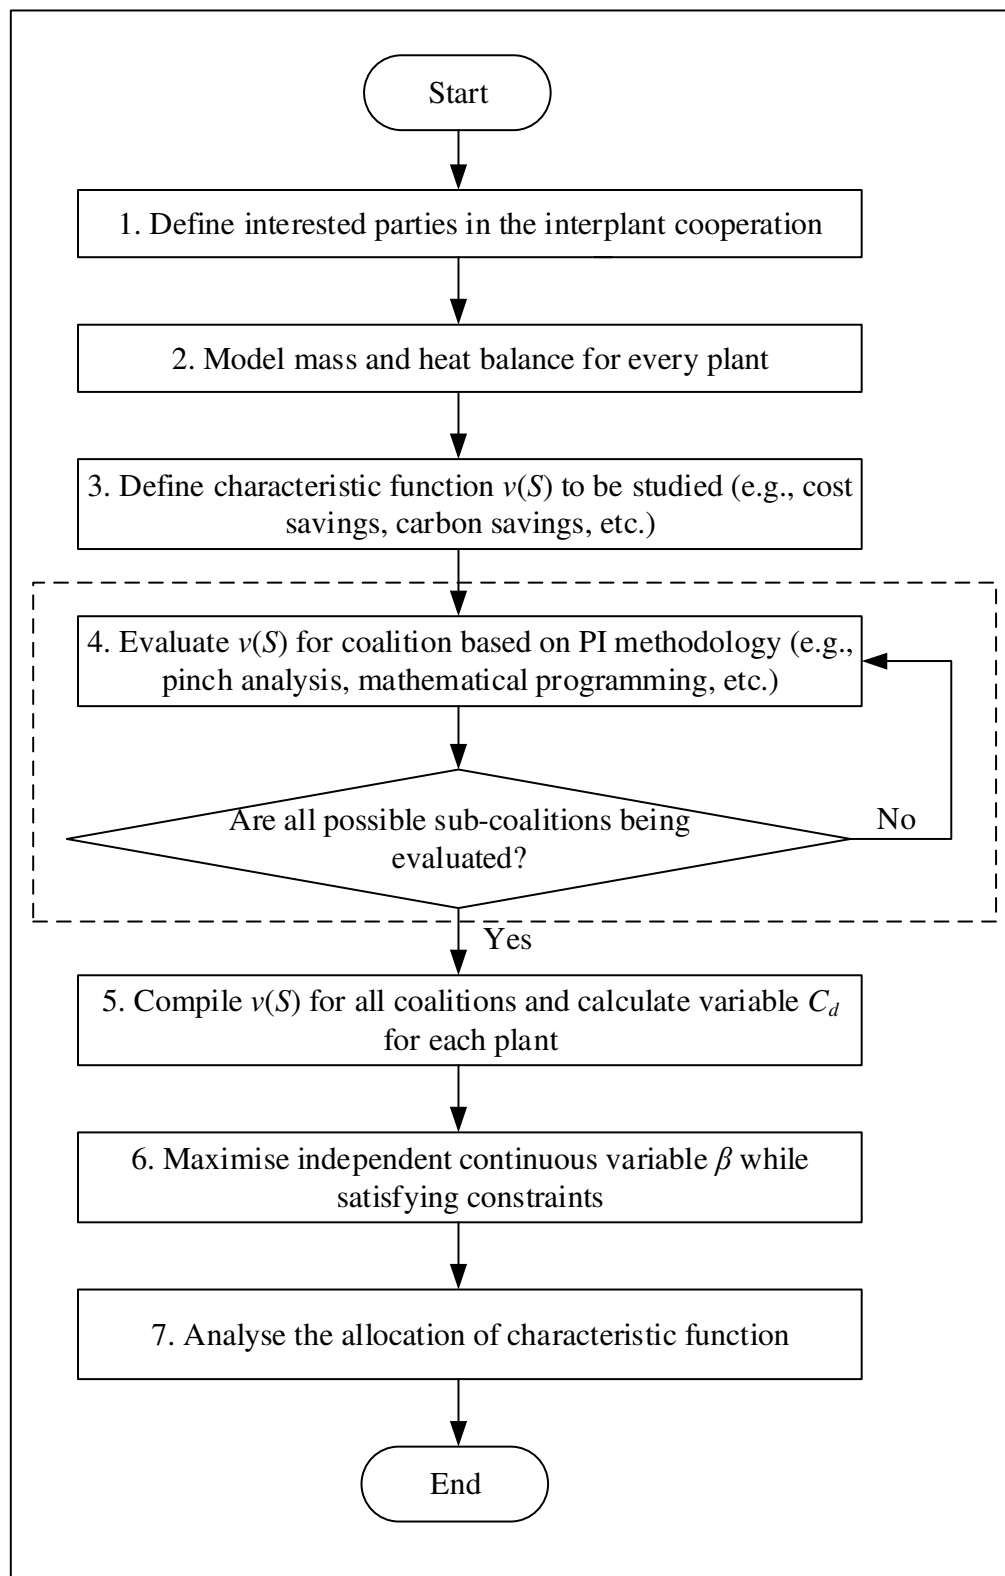 Start
1. Define interested parties in the interplant cooperation
2. Model mass and heat balance for every plant
3. Define characteristic function v(S) to be studied (e.g., cost
savings, carbon savings, etc.)
4. Evaluate v(S) for coalition based on PI methodology (e.g.,
pinch analysis, mathematical programming, etc.)
Are all possible sub-coalitions being
evaluated?
No
Yes
5. Compile v(S) for all coalitions and calculate variable C_d
for each plant
6. Maximise independent continuous variable β while
satisfying constraints
7. Analyse the allocation of characteristic function
End